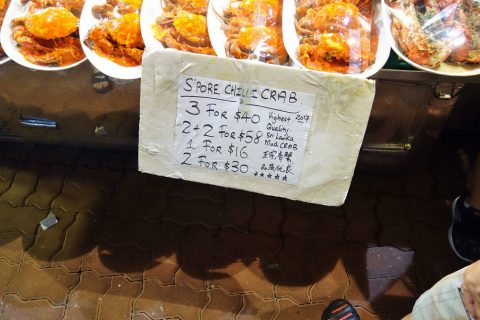 S'PORE CHILLI CRAB
3 FOR $40
2+2 FOR $58
1 FOR $16
2 FOR $30
Highest 2017
Quality
Sri Lanka
Mud CRAB
★★★★★